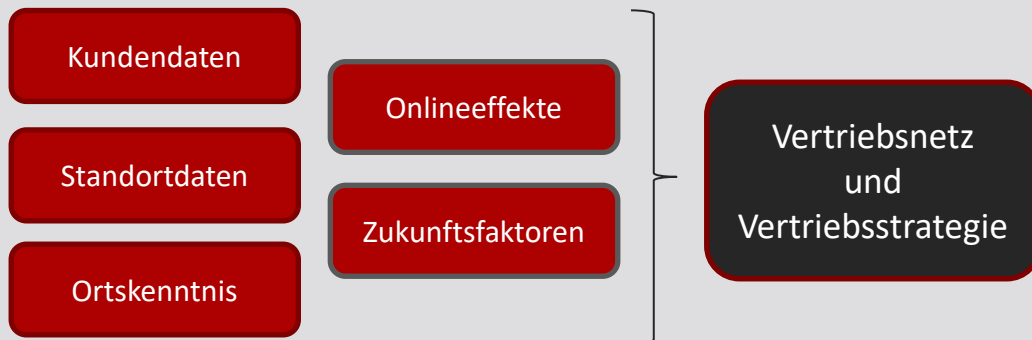 Kundendaten
Standortdaten
Ortskenntnis
Onlineeffekte
Zukunftsfaktoren
Vertriebsnetz
und
Vertriebsstrategie